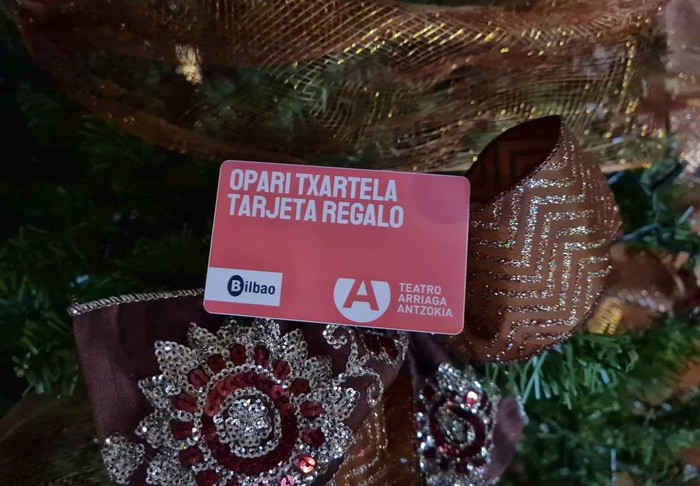 OPARI TXARTELA
TARJETA REGALO
Bilbao
A
TEATRO
ARRIAGA
ANTZOKIA